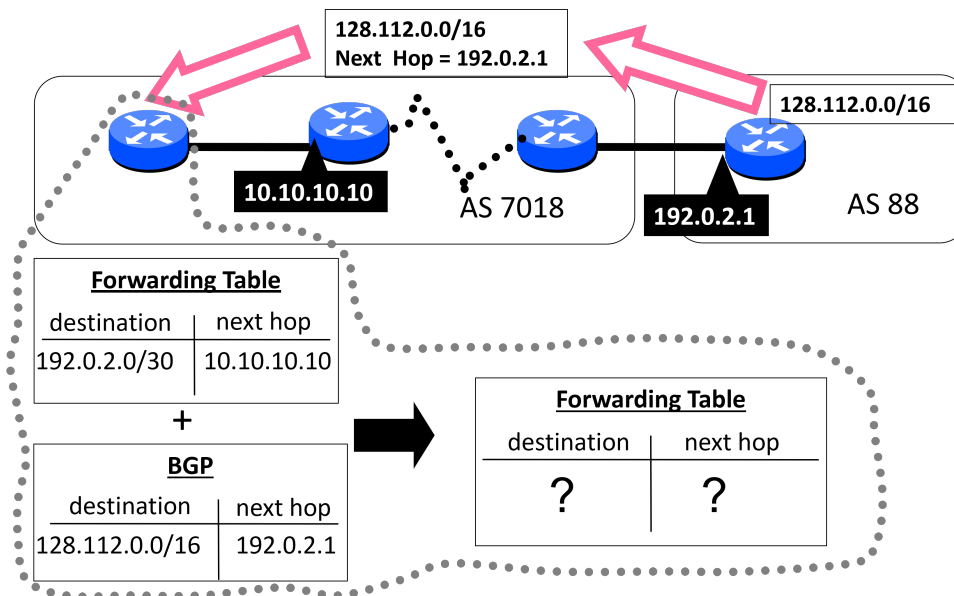 128.112.0.0/16
Next Hop = 192.0.2.1
128.112.0.0/16
10.10.10.10
AS 7018
192.0.2.1
AS 88
Forwarding Table
destination next hop
192.0.2.0/30 10.10.10.10
+
BGP
destination next hop
128.112.0.0/16 192.0.2.1
Forwarding Table
destination next hop
? ?